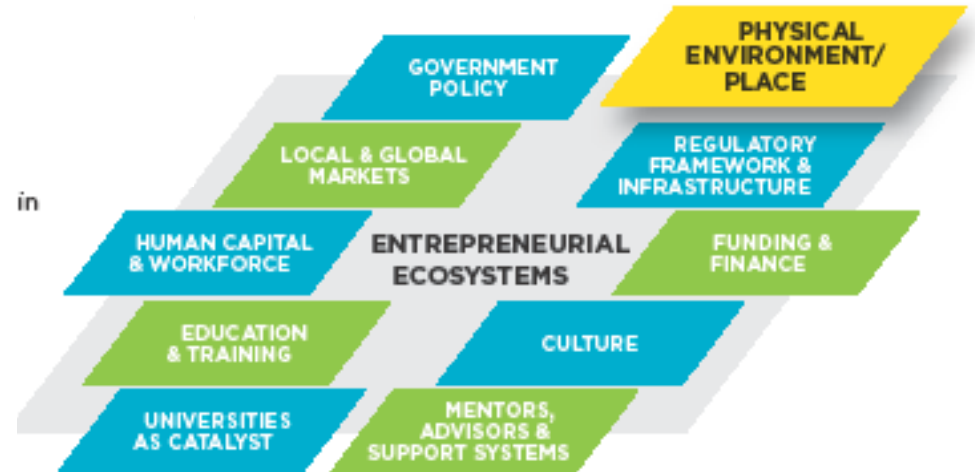 GOVERNMENT
POLICY
PHYSICAL
ENVIRONMENT/
PLACE
LOCAL & GLOBAL
MARKETS
REGULATORY
FRAMEWORK &
INFRASTRUCTURE
in
HUMAN CAPITAL
& WORKFORCE
ENTREPRENEURIAL
ECOSYSTEMS
FUNDING &
FINANCE
EDUCATION
& TRAINING
CULTURE
UNIVERSITIES
AS CATALYST
MENTORS,
ADVISORS &
SUPPORT SYSTEMS